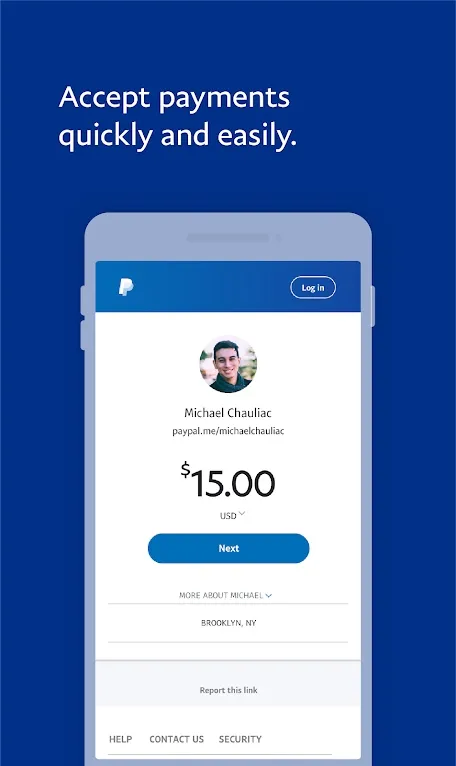 Accept payments
quickly and easily.
Log in
Michael Chauliac
paypal.me/michaelchauliac
$15.00
USD
Next
MORE ABOUT MICHAEL
BROOKLYN, NY
Report this link
HELP CONTACT US SECURITY